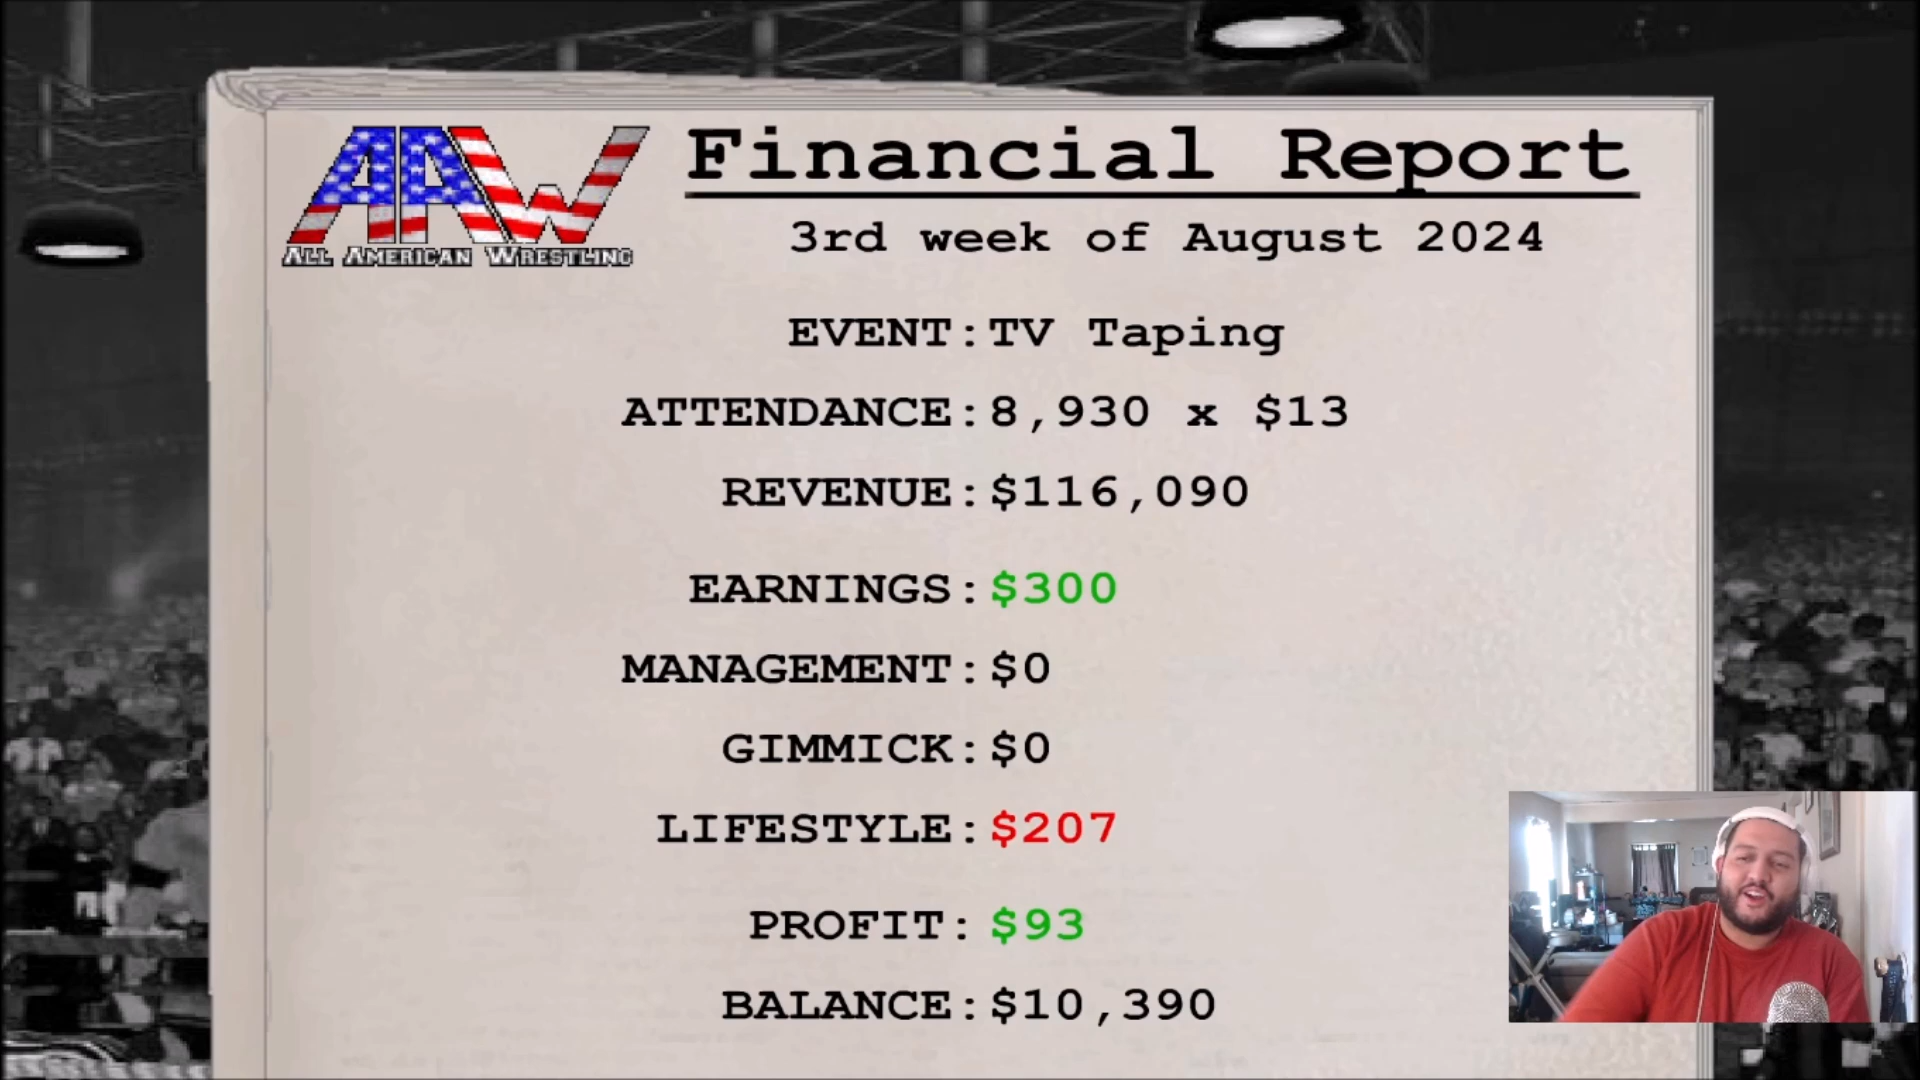 AAW
ALL AMERICAN WRESTLING
Financial Report
3rd week of August 2024
EVENT: TV Taping
ATTENDANCE: 8,930 x $13
REVENUE: $116,090
EARNINGS: $300
MANAGEMENT: $0
GIMMICK: $0
LIFESTYLE: $207
PROFIT: $93
BALANCE: $10,390